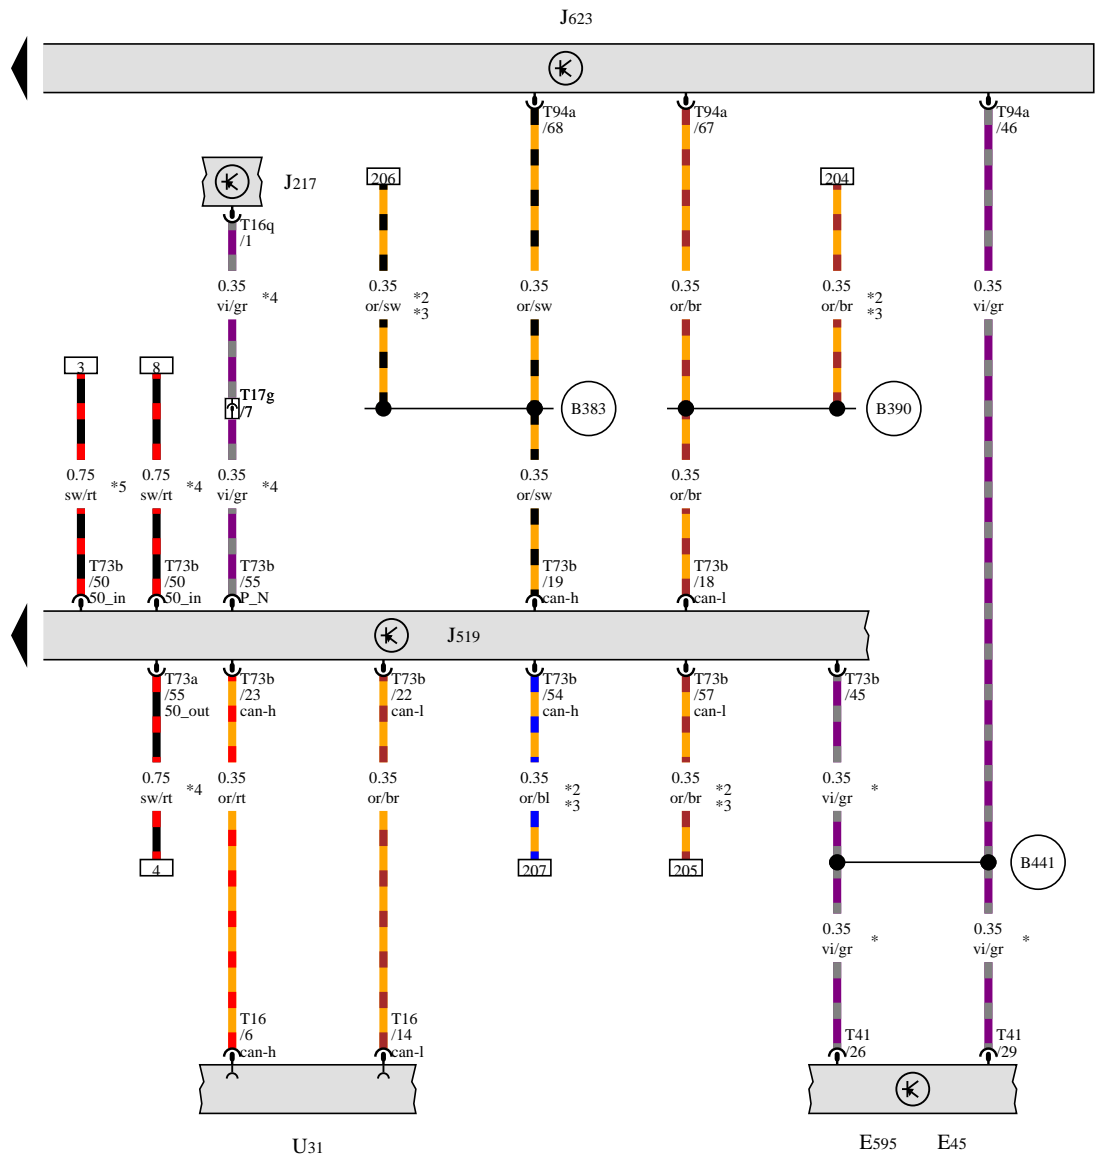 J623
T94a
/68
T94a
/67
T94a
/46
J217
206
204
T16q
/1
0.35
vi/gr
*4
0.35
or/sw
*2
*3
0.35
or/sw
0.35
or/br
0.35
or/br
*2
*3
0.35
vi/gr
3
8
T17g
/7
B383
B390
0.75
sw/rt
*5
0.75
sw/rt
*4
0.35
vi/gr
*4
0.35
or/sw
0.35
or/br
T73b
/50
50_in
T73b
/50
50_in
T73b
/55
P_N
T73b
/19
can-h
T73b
/18
can-l
J519
T73a
/55
50_out
T73b
/23
can-h
T73b
/22
can-l
T73b
/54
can-h
T73b
/57
can-l
T73b
/45
0.75
sw/rt
*4
0.35
or/rt
0.35
or/br
0.35
or/bl
*2
*3
0.35
or/br
*2
*3
0.35
vi/gr
*
4
207
205
B441
0.35
vi/gr
*
0.35
vi/gr
*
T16
/6
can-h
T16
/14
can-l
T41
/26
T41
/29
U31
E595
E45